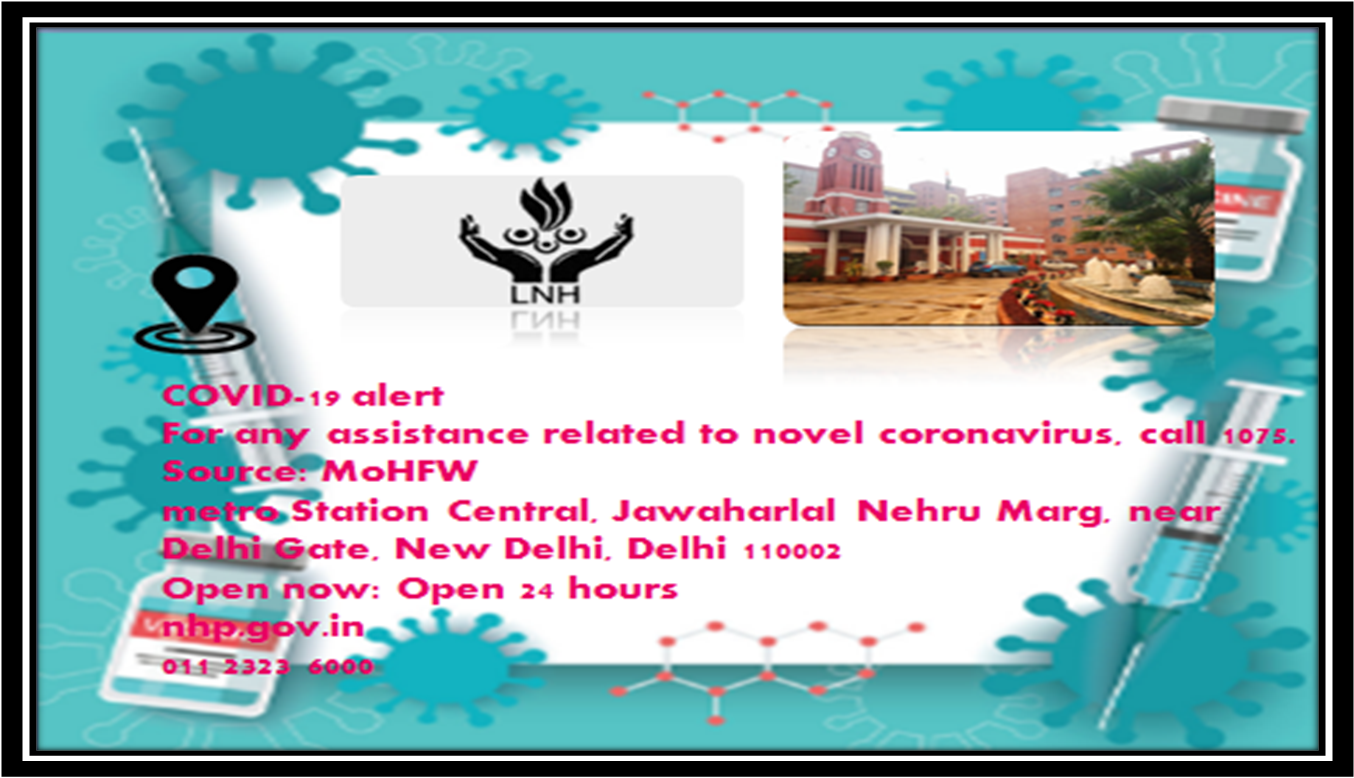 LNH
COVID-19 alert
For any assistance related to novel coronavirus, call 1075.
Source: MoHFW
metro Station Central, Jawaharlal Nehru Marg, near
Delhi Gate, New Delhi, Delhi 110002
Open now: Open 24 hours
nhp.gov.in
011 2323 6000